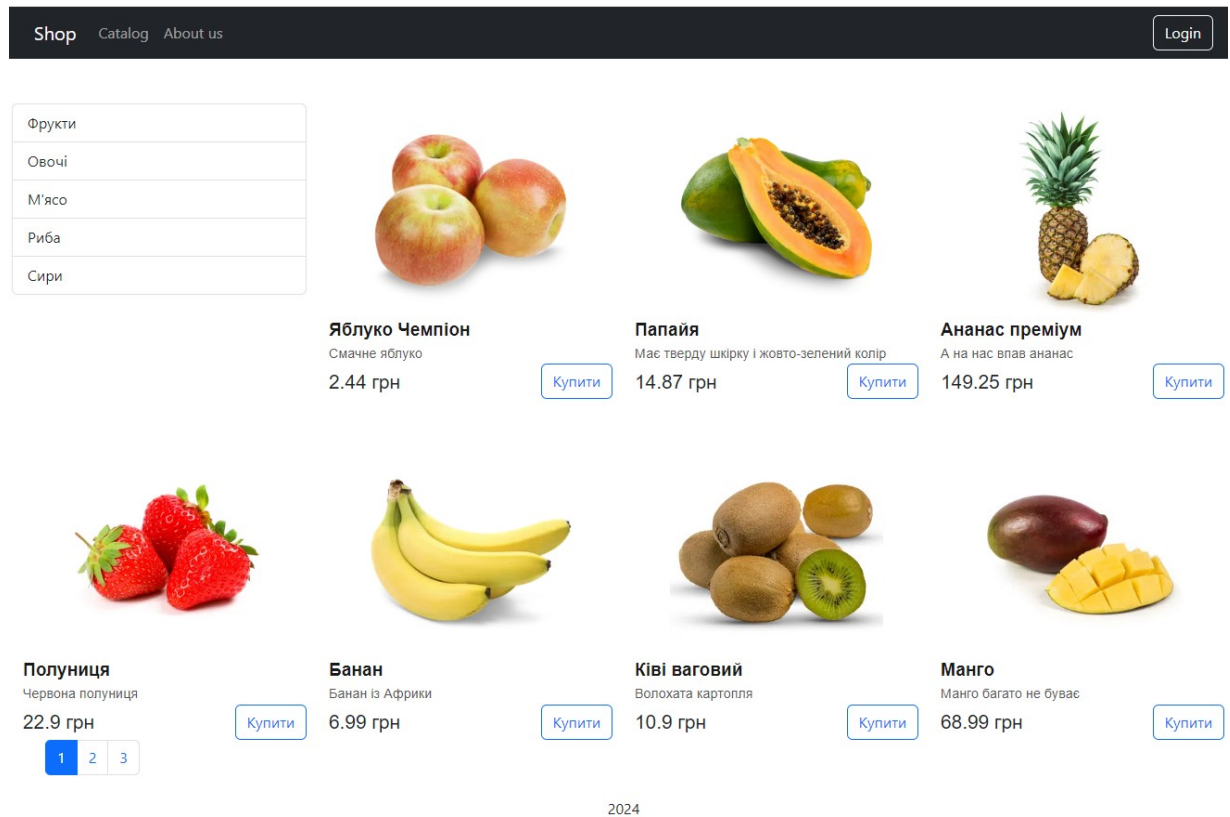 Shop Catalog About us Login
Фрукти
Овочі
М'ясо
Риба
Сири
Яблуко Чемпіон
Смачне яблуко
2.44 грн Купити
Папайя
Має тверду шкірку і жовто-зелений колір
14.87 грн Купити
Ананас преміум
А на нас впав ананас
149.25 грн Купити
Полуниця
Червона полуниця
22.9 грн Купити
Банан
Банан із Африки
6.99 грн Купити
Ківі ваговий
Волохата картопля
10.9 грн Купити
Манго
Манго багато не буває
68.99 грн Купити
1 2 3
2024